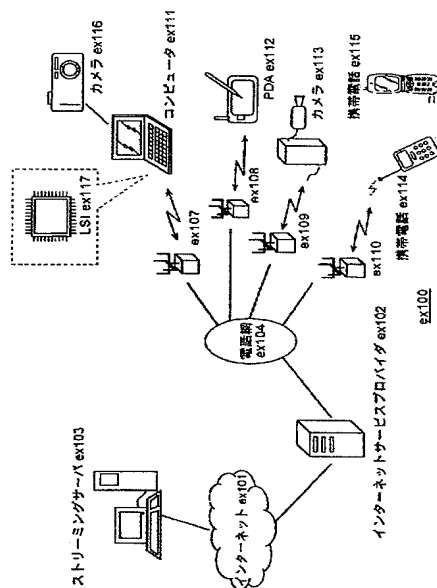 ストリーミングサーバ ex103
インターネット ex101
インターネットサービスプロバイダ ex102
電話網
ex104
LSI ex117
カメラ ex116
コンピュータ ex111
ex107
PDA ex112
ex108
カメラ ex113
ex109
携帯電話 ex115
ex110
携帯電話 ex114
ex100